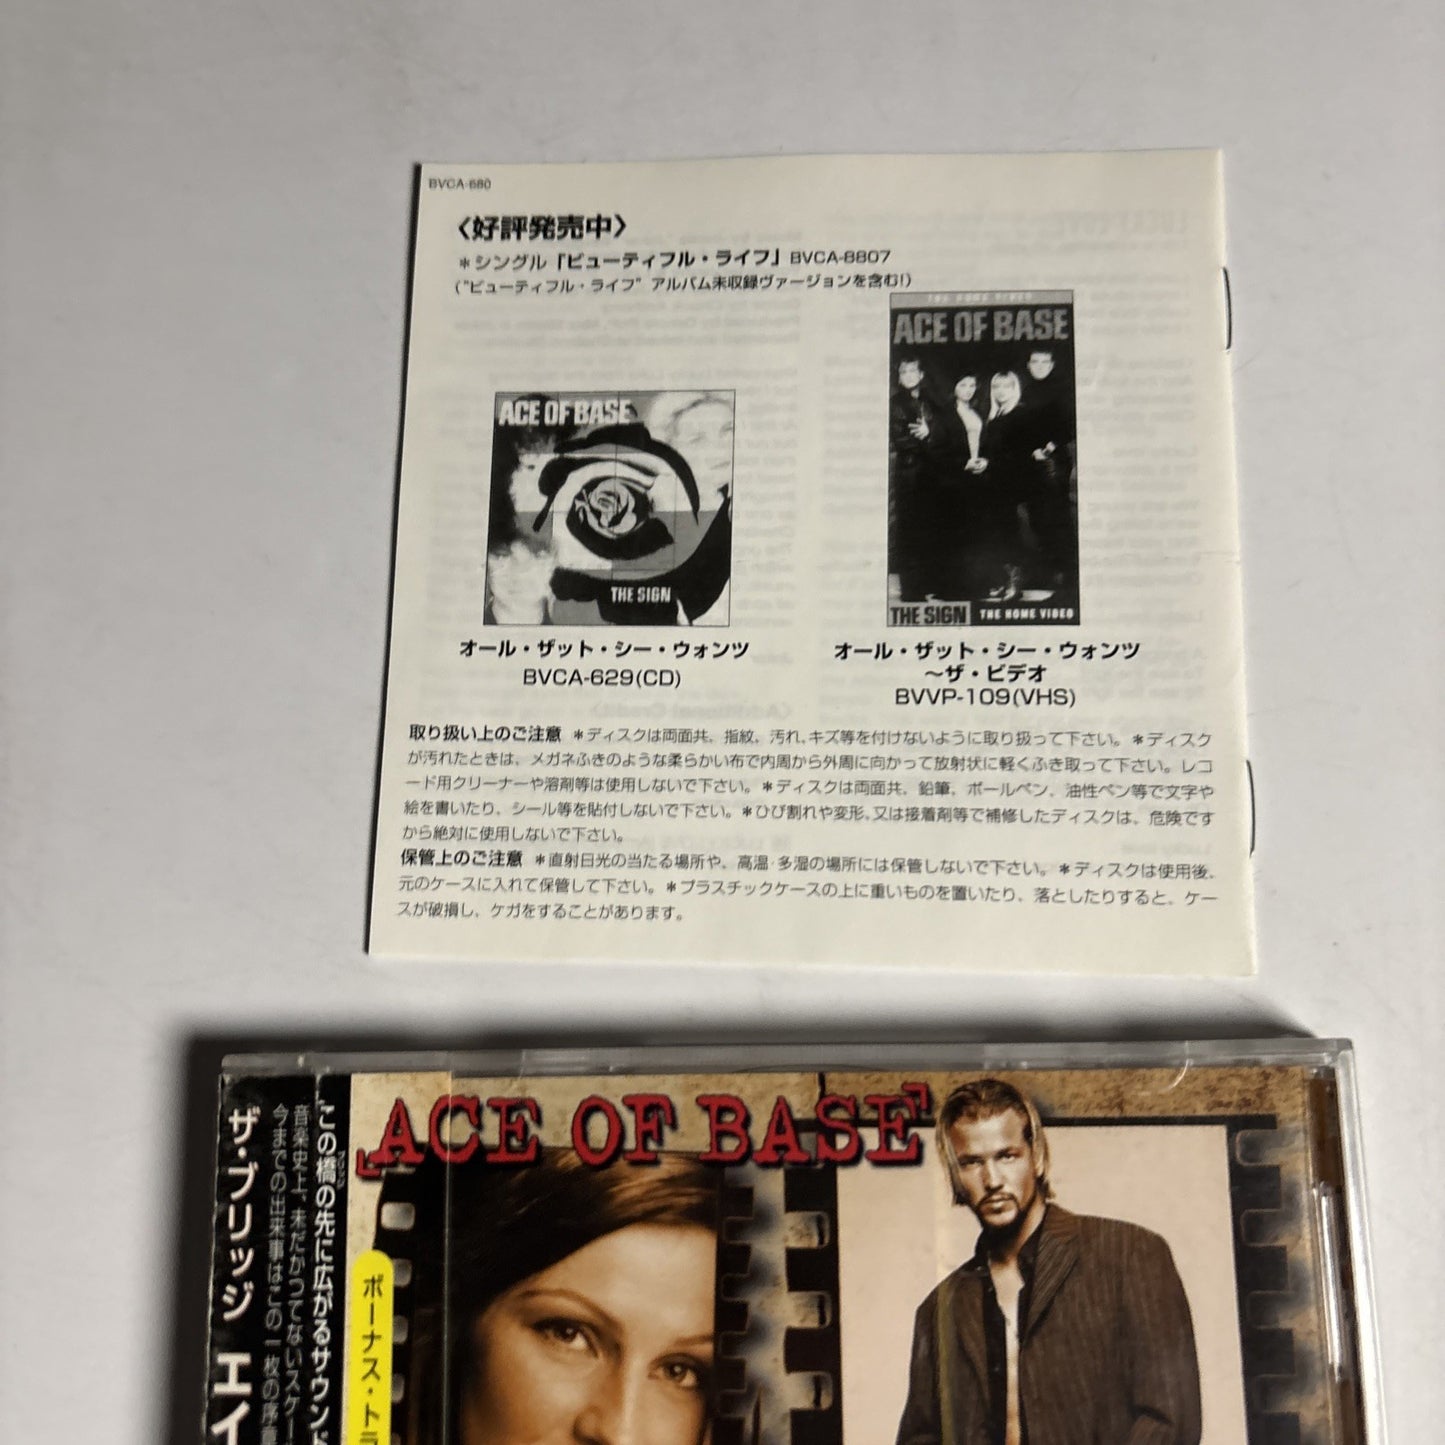 BVCA-680
〈好評発売中〉
＊シングル「ビューティフル・ライフ」BVCA-8807
（“ビューティフル・ライフ” アルバム未収録ヴァージョンを含む！）
ACE OF BASE
THE SIGN
オール・ザット・シー・ウォンツ
BVCA-629(CD)
THE HOME VIDEO
ACE OF BASE
THE SIGN THE HOME VIDEO
オール・ザット・シー・ウォンツ
〜ザ・ビデオ
BVVP-109(VHS)
取り扱い上のご注意 ＊ディスクは両面共、指紋、汚れ、キズ等を付けないように取り扱って下さい。＊ディスク
が汚れたときは、メガネふきのような柔らかい布で内周から外周に向かって放射状に軽くふき取って下さい。レコ
ード用クリーナーや溶剤等は使用しないで下さい。＊ディスクは両面共、鉛筆、ボールペン、油性ペン等で文字や
絵を書いたり、シール等を貼付しないで下さい。＊ひび割れや変形、又は接着剤等で補修したディスクは、危険です
から絶対に使用しないで下さい。
保管上のご注意 ＊直射日光の当たる場所や、高温・多湿の場所には保管しないで下さい。＊ディスクは使用後、
元のケースに入れて保管して下さい。＊プラスチックケースの上に重いものを置いたり、落としたりすると、ケー
スが破損し、ケガをすることがあります。
ACE OF BASE
「この橋の先に広がるサウンド
音楽史上、未だかつてないスケー
今までの出来事はこの一枚の序章
ザ・ブリッジ エイ
ボーナス・トラ